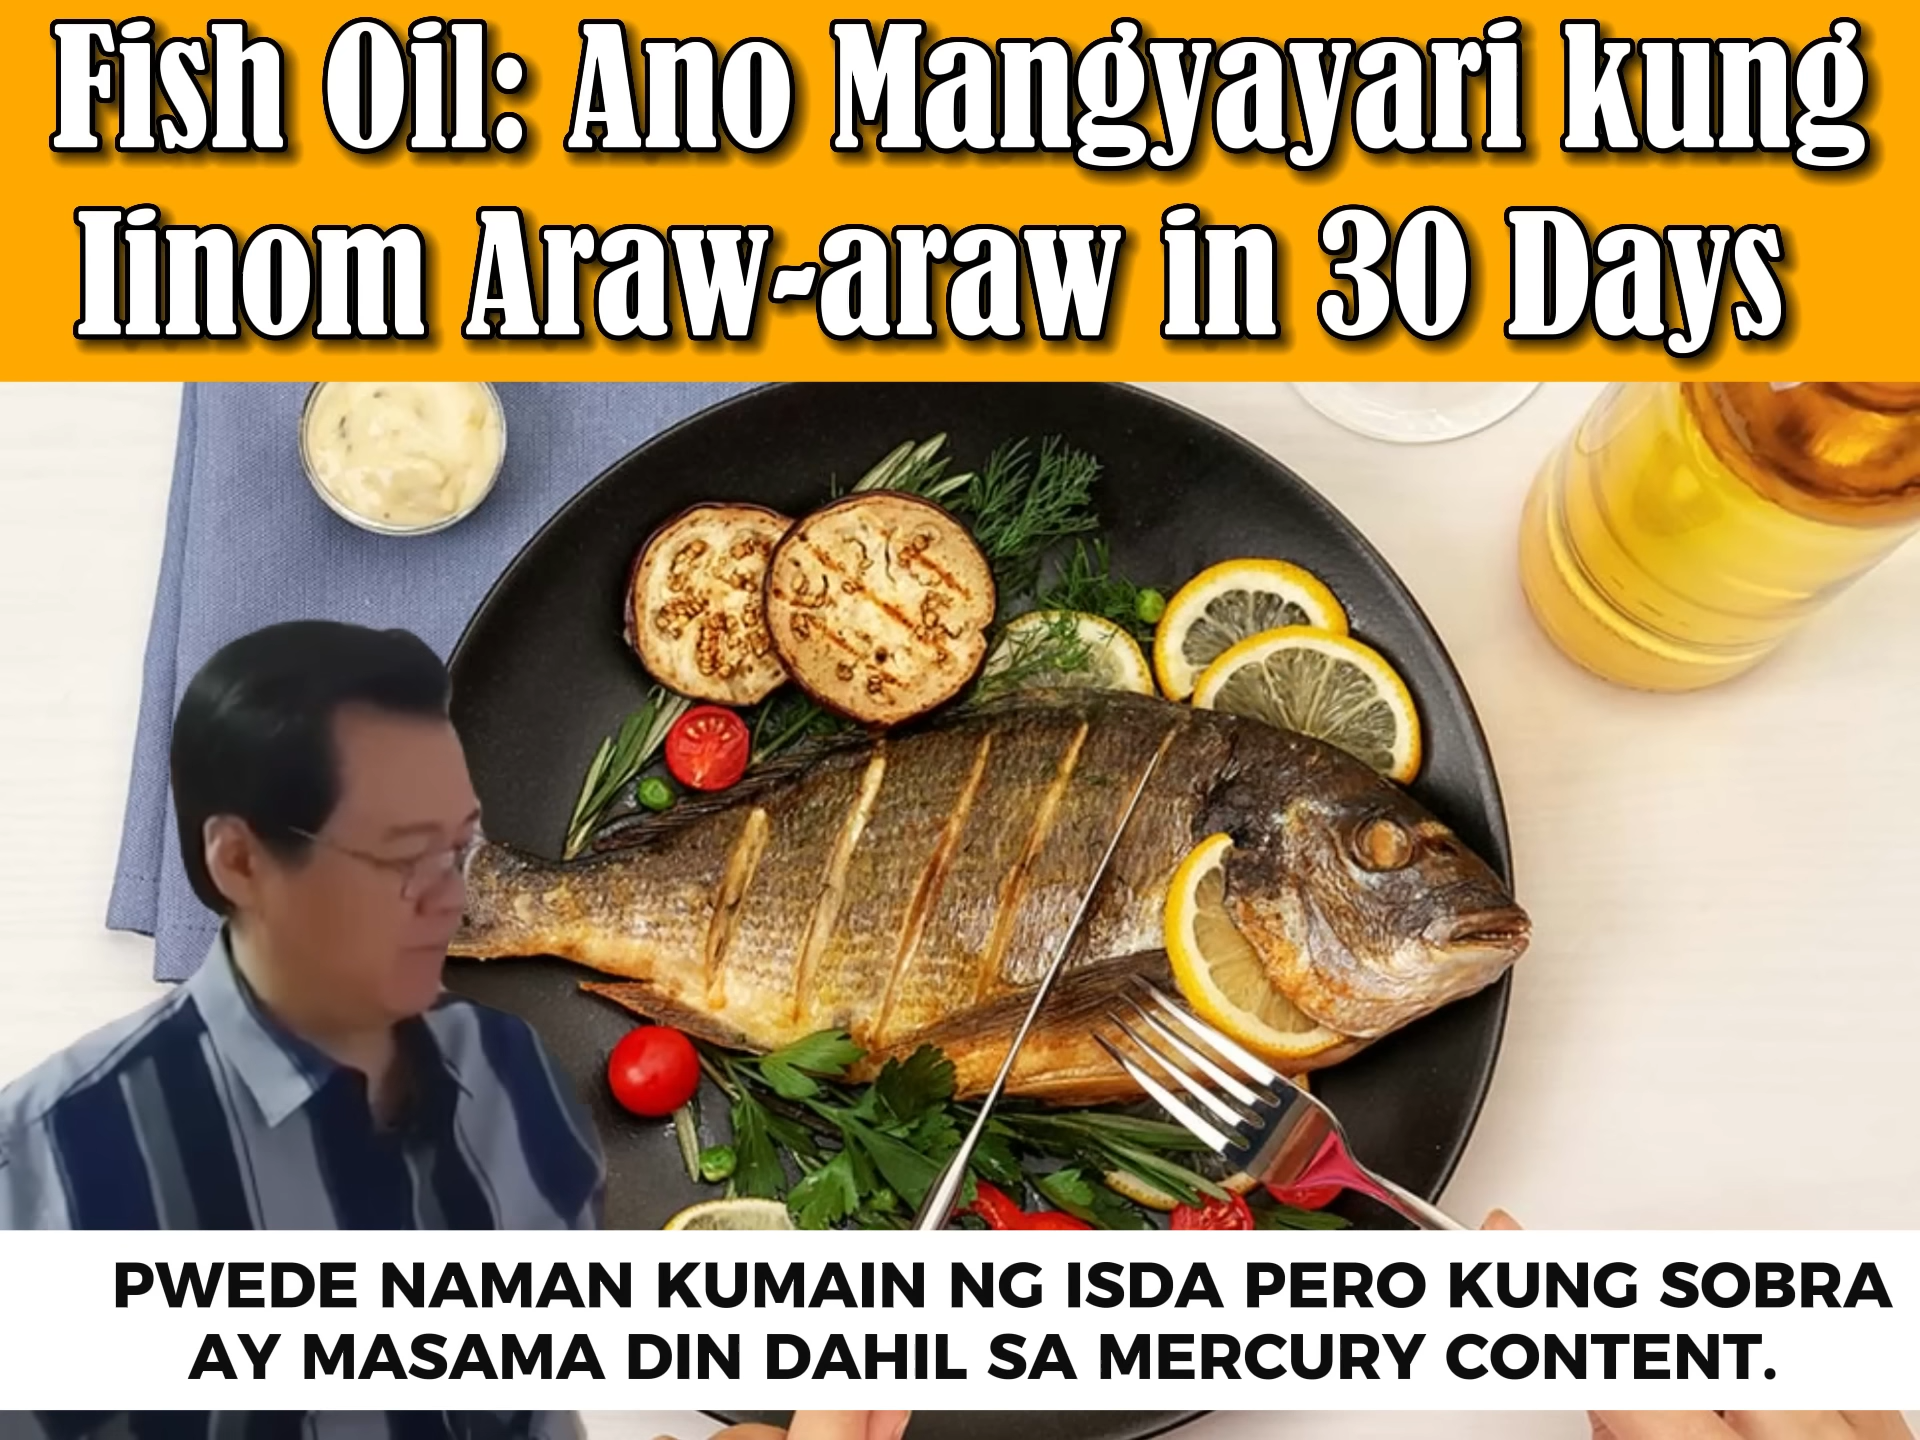 Fish Oil: Ano Mangyayari kung
Iinom Araw-araw in 30 Days
PWEDE NAMAN KUMAIN NG ISDA PERO KUNG SOBRA
AY MASAMA DIN DAHIL SA MERCURY CONTENT.